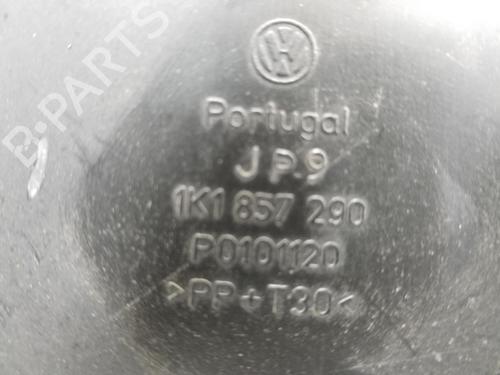 B-PARTS
VW
Portugal
J P.9
1K1 857 290
P0101120
>PP+T30<